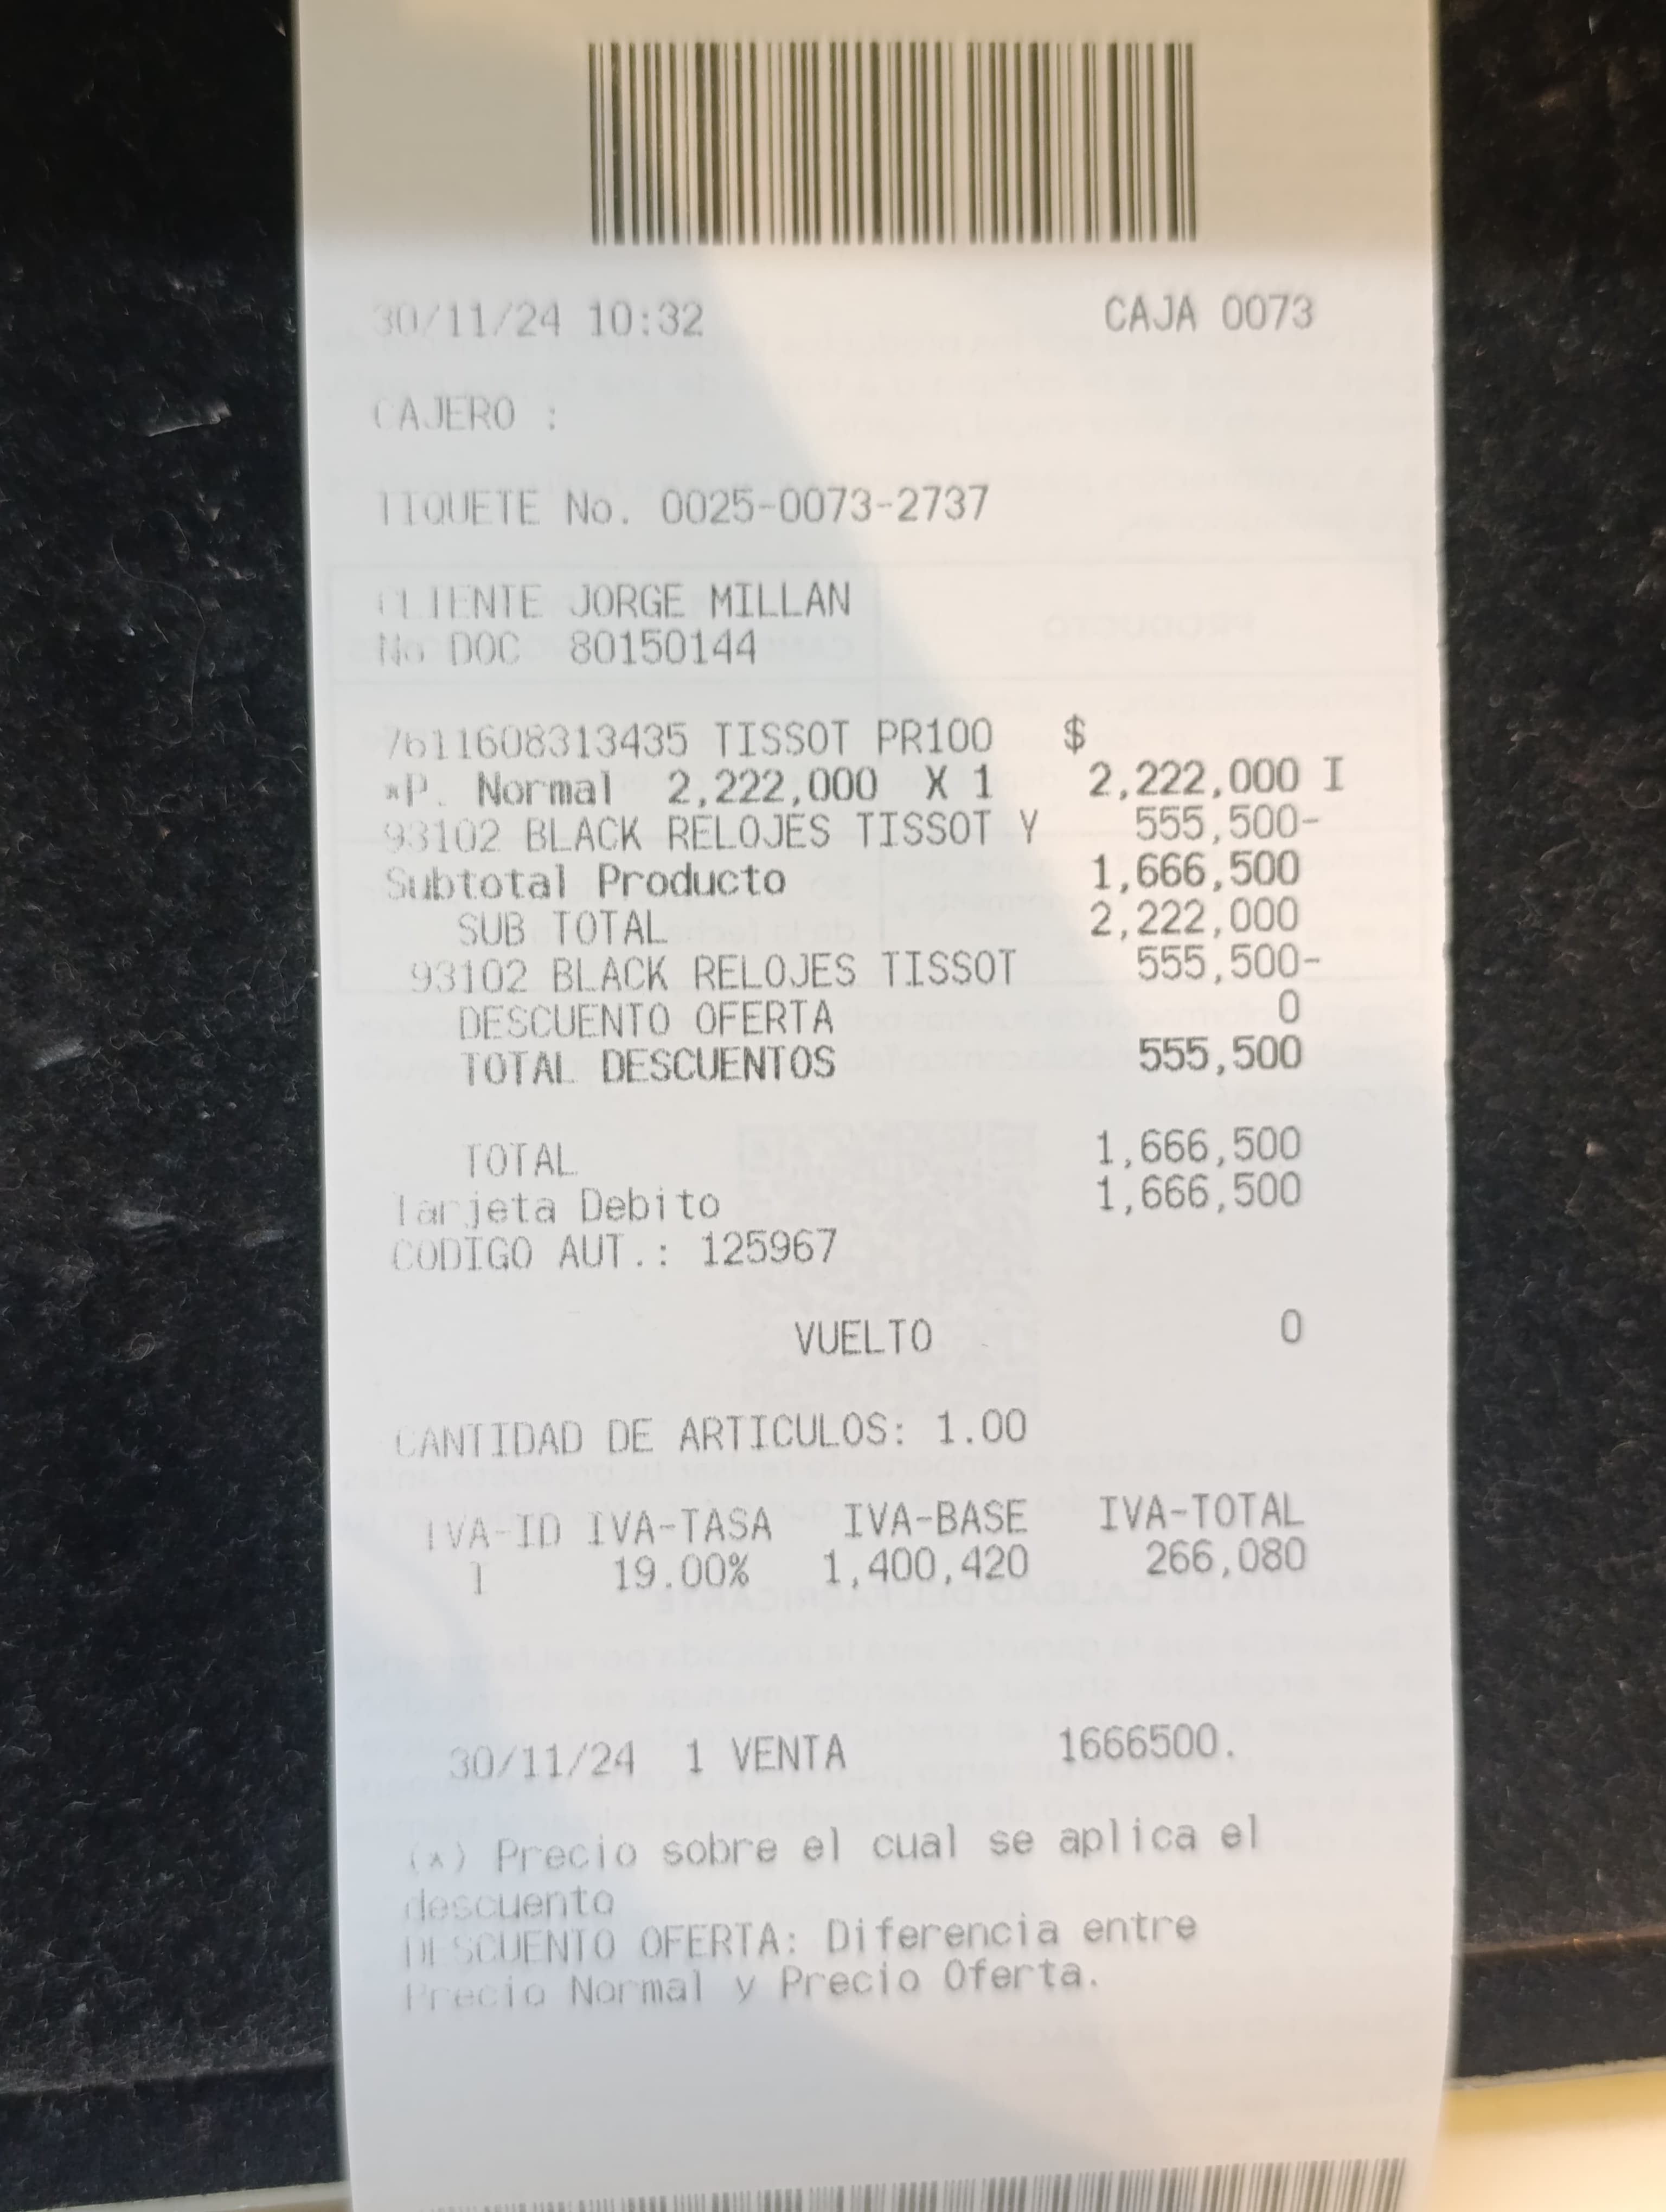 30/11/24 10:32 CAJA 0073
CAJERO :
TIQUETE No. 0025-0073-2737
CLIENTE JORGE MILLAN
No DOC 80150144
7611608313435 TISSOT PR100 $
*P. Normal 2,222,000 X 1 2,222,000 I
93102 BLACK RELOJES TISSOT Y 555,500-
Subtotal Producto 1,666,500
SUB TOTAL 2,222,000
93102 BLACK RELOJES TISSOT 555,500-
DESCUENTO OFERTA 0
TOTAL DESCUENTOS 555,500
TOTAL 1,666,500
Tarjeta Debito 1,666,500
CODIGO AUT.: 125967
VUELTO 0
CANTIDAD DE ARTICULOS: 1.00
IVA-ID IVA-TASA IVA-BASE IVA-TOTAL
1 19.00% 1,400,420 266,080
30/11/24 1 VENTA 1666500.
(*) Precio sobre el cual se aplica el
descuento
DESCUENTO OFERTA: Diferencia entre
Precio Normal y Precio Oferta.